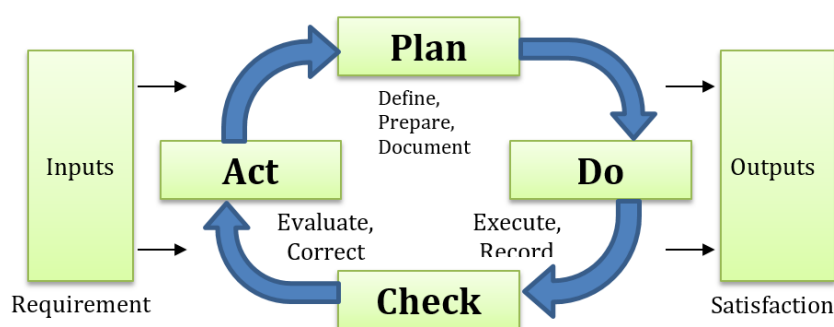 Plan
Define,
Prepare,
Document
Inputs
Act
Do
Outputs
Evaluate,
Correct
Execute,
Record
Check
Requirement
Satisfaction